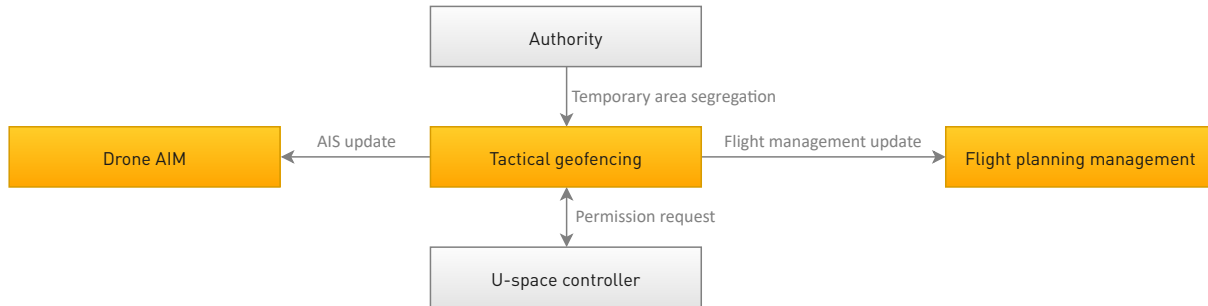 Authority
Temporary area segregation
Drone AIM
AIS update
Tactical geofencing
Flight management update
Flight planning management
Permission request
U-space controller